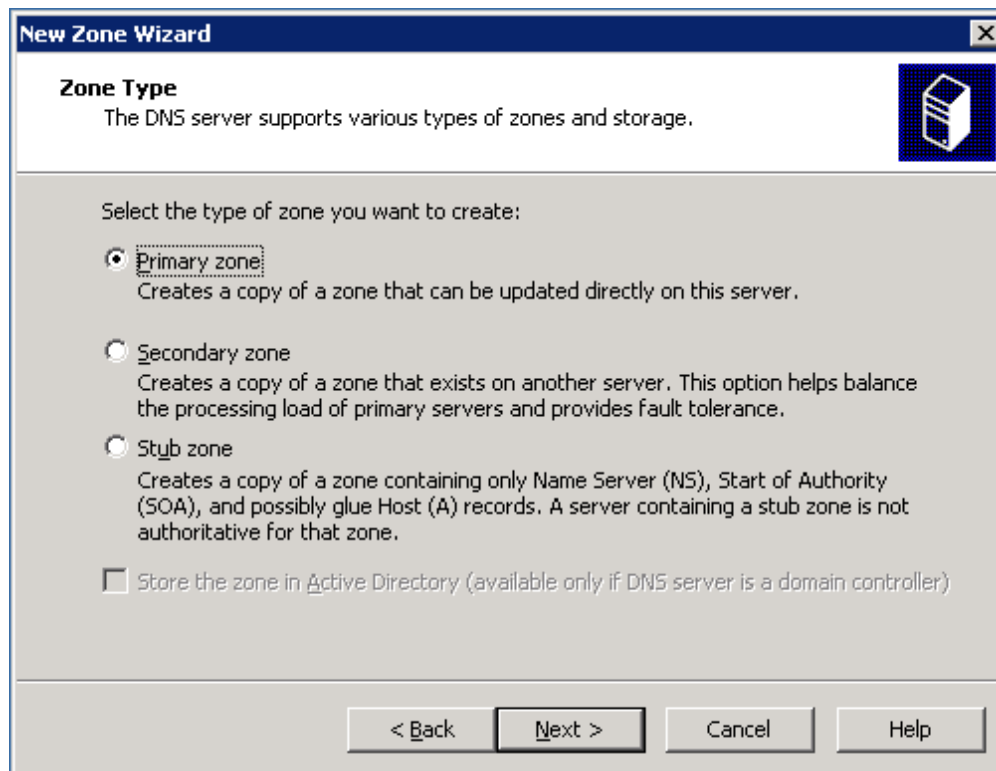 New Zone Wizard
Zone Type
The DNS server supports various types of zones and storage.
Select the type of zone you want to create:
Primary zone
Creates a copy of a zone that can be updated directly on this server.
Secondary zone
Creates a copy of a zone that exists on another server. This option helps balance
the processing load of primary servers and provides fault tolerance.
Stub zone
Creates a copy of a zone containing only Name Server (NS), Start of Authority
(SOA), and possibly glue Host (A) records. A server containing a stub zone is not
authoritative for that zone.
Store the zone in Active Directory (available only if DNS server is a domain controller)
< Back
Next >
Cancel
Help